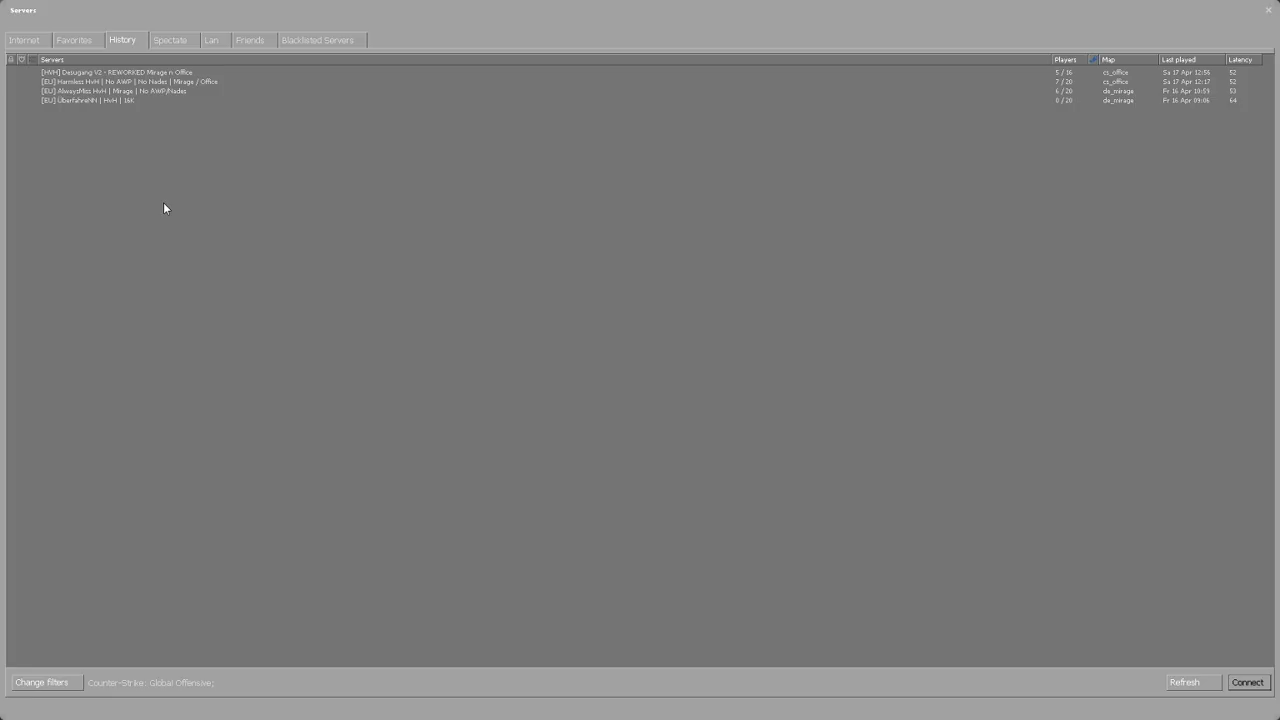 Servers
Internet Favorites History Spectate Lan Friends Blacklisted Servers
Servers Players Map Last played Latency
[HVH] Desugang V2 - REWORKED Mirage n Office 5 / 16 cs_office Sa 17 Apr 12:56 52
[EU] Harmless HvH | No AWP | No Nades | Mirage / Office 7 / 20 cs_office Sa 17 Apr 12:17 52
[EU] AlwaysMiss HvH | Mirage | No AWP/Nades 6 / 20 de_mirage Fr 16 Apr 10:59 53
[EU] ÜberfahreNN | HvH | 16K 0 / 20 de_mirage Fr 16 Apr 09:06 64
Change filters Counter-Strike: Global Offensive; Refresh Connect